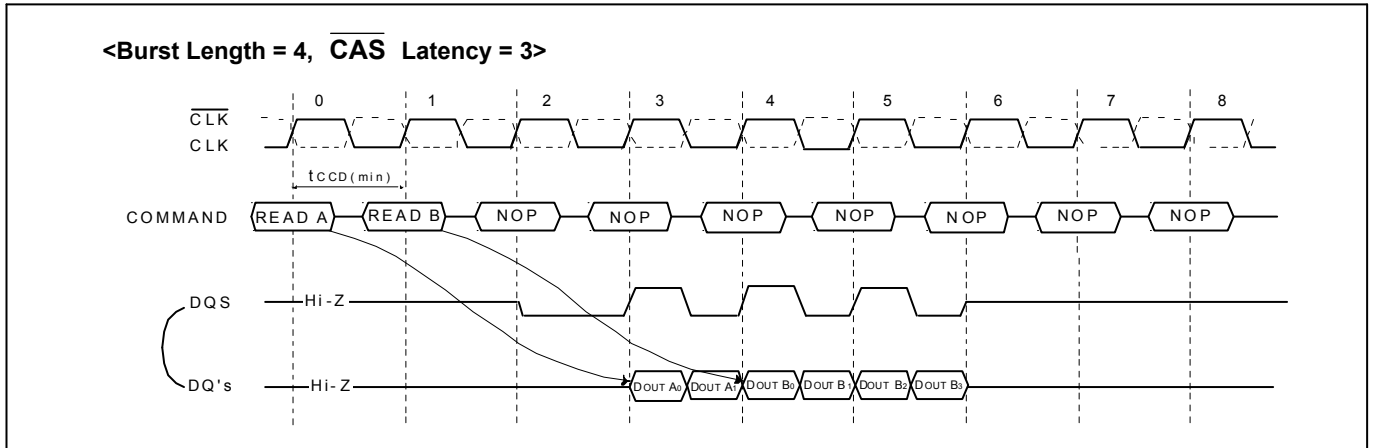 <Burst Length = 4, CAS Latency = 3>
0 1 2 3 4 5 6 7 8
CLK
CLK
tCCD(min)
COMMAND READ A READ B NOP NOP NOP NOP NOP NOP NOP
DQS Hi-Z
DQ's Hi-Z DOUT A0 DOUT A1 DOUT B0 DOUT B1 DOUT B2 DOUT B3